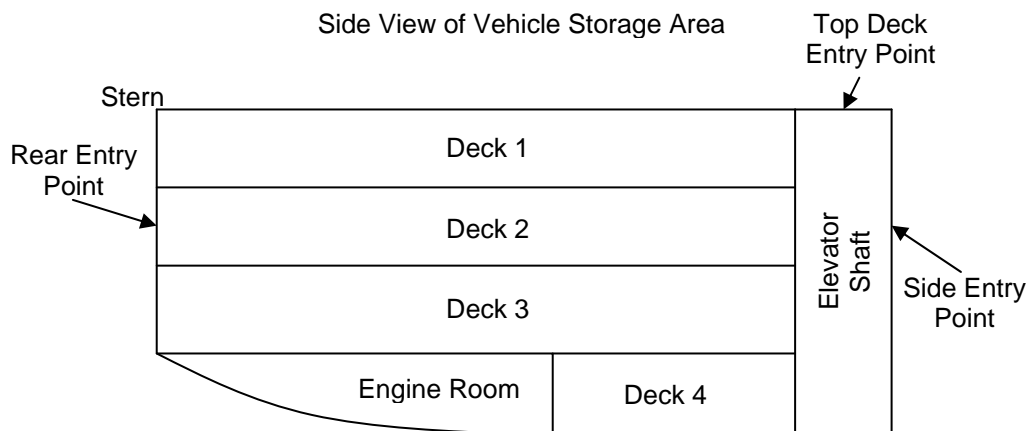 Side View of Vehicle Storage Area
Top Deck
Entry Point
Stern
Deck 1
Rear Entry
Point
Deck 2
Elevator
Shaft
Side Entry
Point
Deck 3
Engine Room
Deck 4